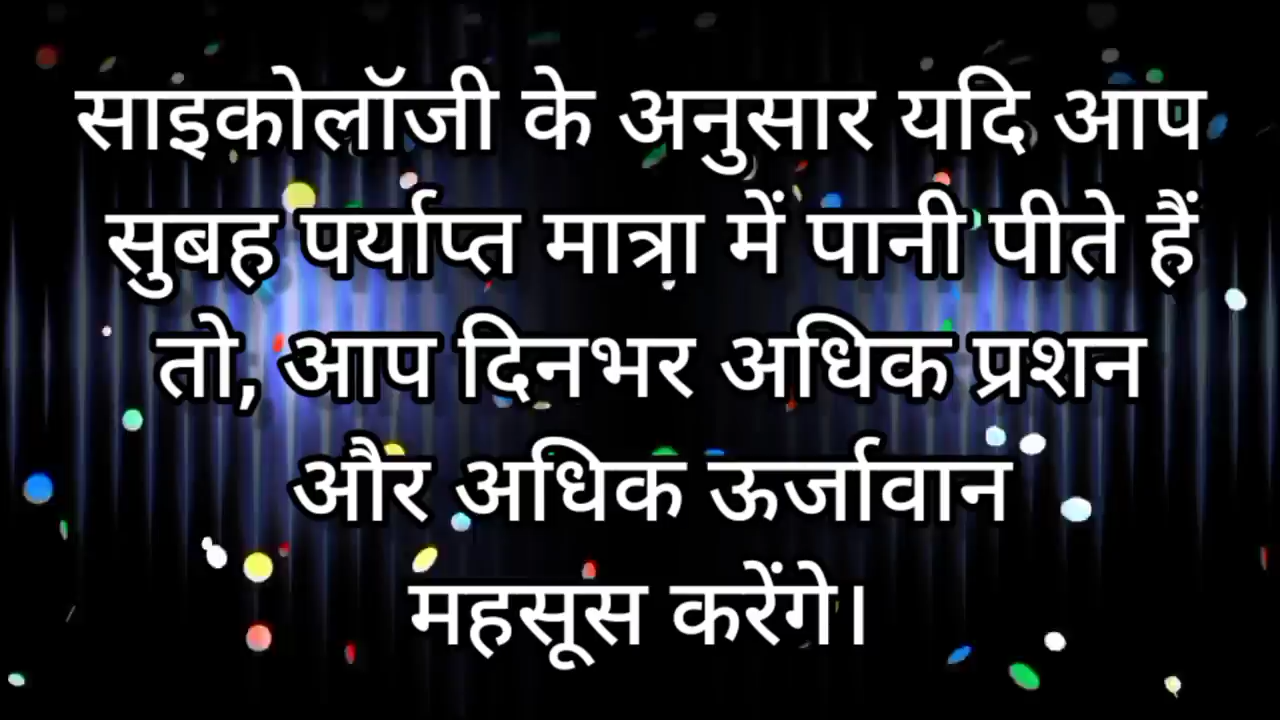 साइकोलॉजी के अनुसार यदि आप
सुबह पर्याप्त मात्रा में पानी पीते हैं
तो, आप दिनभर अधिक प्रशन
और अधिक ऊर्जावान
महसूस करेंगे।